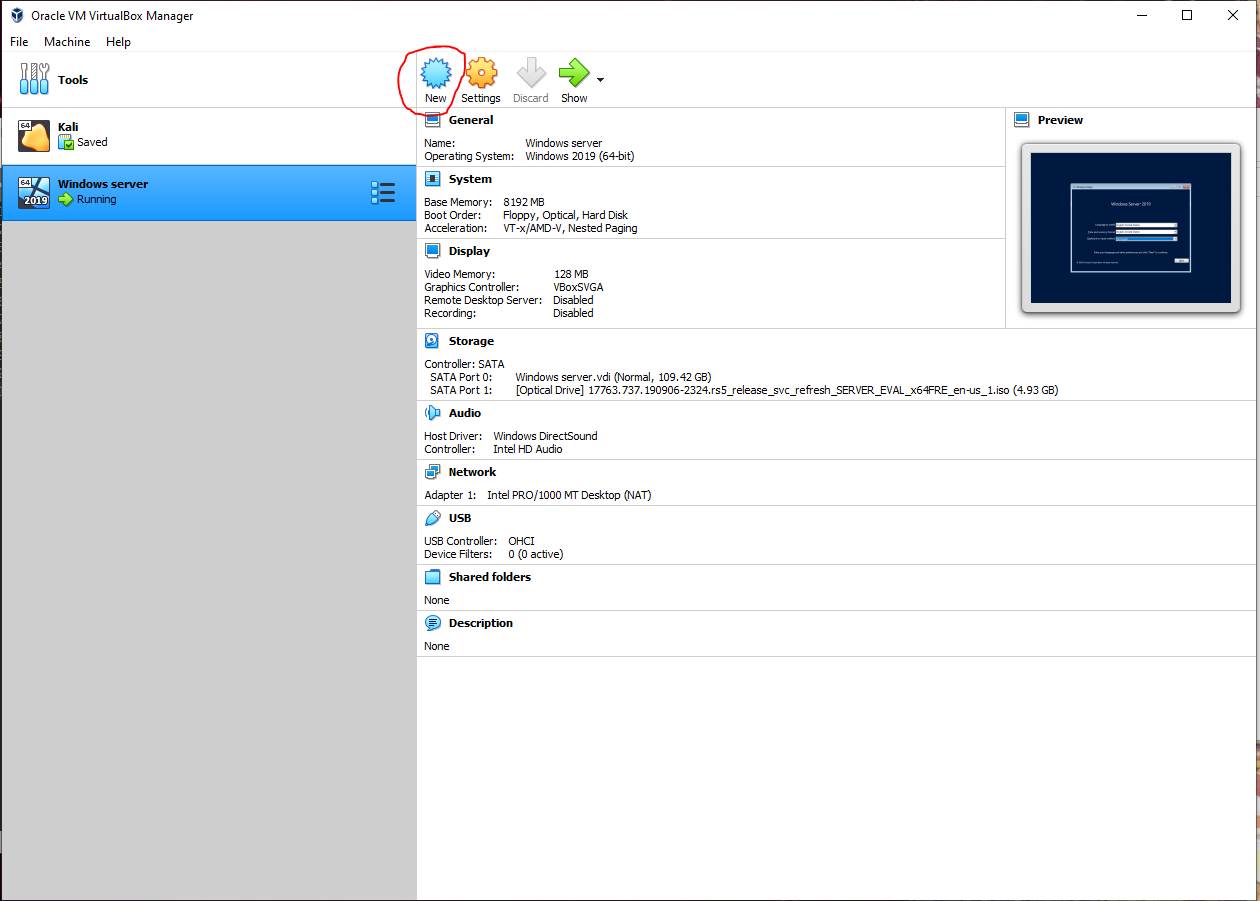 Oracle VM VirtualBox Manager
File Machine Help
Tools
New Settings Discard Show
64
Kali
Saved
64
2019
Windows server
Running
General
Name: Windows server
Operating System: Windows 2019 (64-bit)
System
Base Memory: 8192 MB
Boot Order: Floppy, Optical, Hard Disk
Acceleration: VT-x/AMD-V, Nested Paging
Display
Video Memory: 128 MB
Graphics Controller: VBoxSVGA
Remote Desktop Server: Disabled
Recording: Disabled
Preview
Windows Server 2019
Storage
Controller: SATA
SATA Port 0: Windows server.vdi (Normal, 109.42 GB)
SATA Port 1: [Optical Drive] 17763.737.190906-2324.rs5_release_svc_refresh_SERVER_EVAL_x64FRE_en-us_1.iso (4.93 GB)
Audio
Host Driver: Windows DirectSound
Controller: Intel HD Audio
Network
Adapter 1: Intel PRO/1000 MT Desktop (NAT)
USB
USB Controller: OHCI
Device Filters: 0 (0 active)
Shared folders
None
Description
None